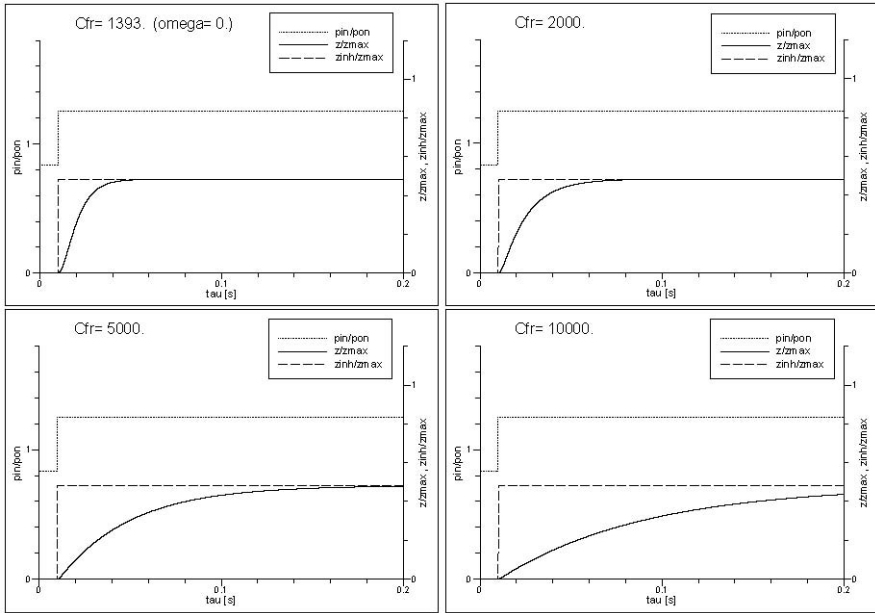 Cfr= 1393. (omega= 0.)
pin/pon
z/zmax
zinh/zmax
pin/pon
1
0
1
0
z/zmax , zinh/zmax
0
0.1
0.2
tau [s]
Cfr= 2000.
pin/pon
z/zmax
zinh/zmax
pin/pon
1
0
1
0
z/zmax , zinh/zmax
0
0.1
0.2
tau [s]
Cfr= 5000.
pin/pon
z/zmax
zinh/zmax
pin/pon
1
0
1
0
z/zmax, zinh/zmax
0
0.1
0.2
tau [s]
Cfr= 10000.
pin/pon
z/zmax
zinh/zmax
pin/pon
1
0
1
0
z/zmax, zinh/zmax
0
0.1
0.2
tau [s]